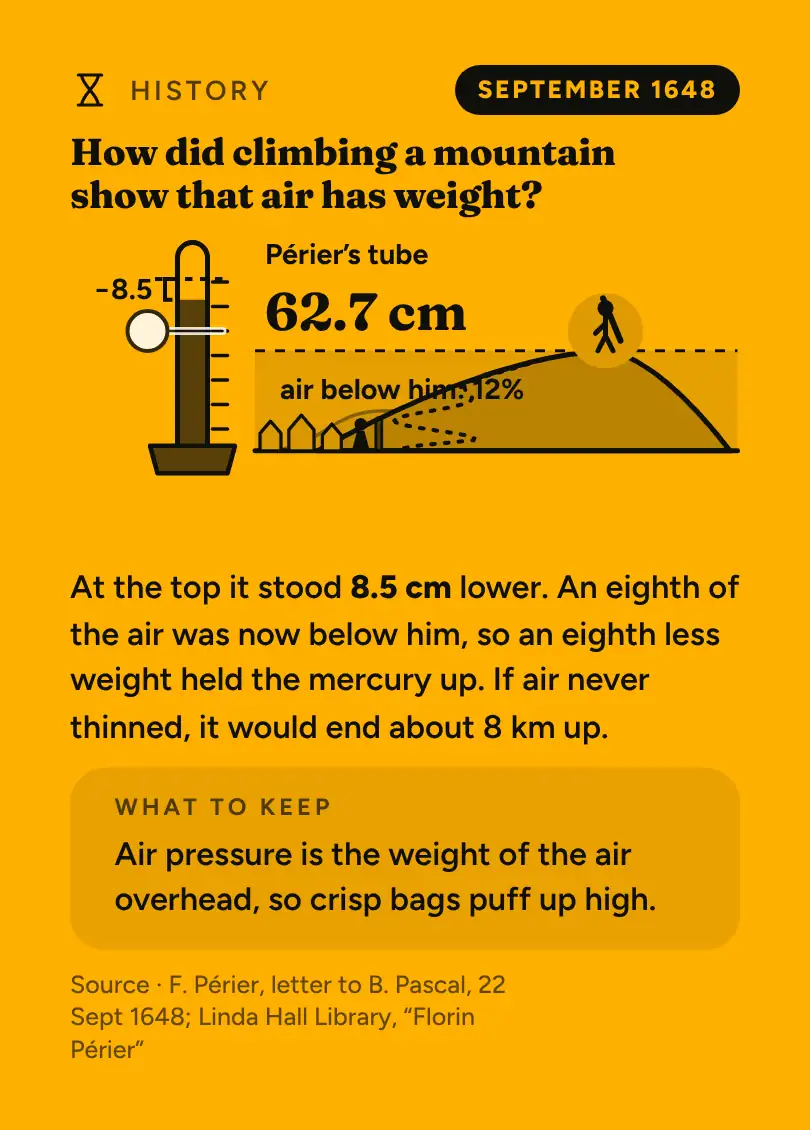 HISTORY
SEPTEMBER 1648
How did climbing a mountain
show that air has weight?
Périer’s tube
−8.5
62.7 cm
air below him: 12%
At the top it stood 8.5 cm lower. An eighth of
the air was now below him, so an eighth less
weight held the mercury up. If air never
thinned, it would end about 8 km up.
WHAT TO KEEP
Air pressure is the weight of the air
overhead, so crisp bags puff up high.
Source · F. Périer, letter to B. Pascal, 22
Sept 1648; Linda Hall Library, “Florin
Périer”